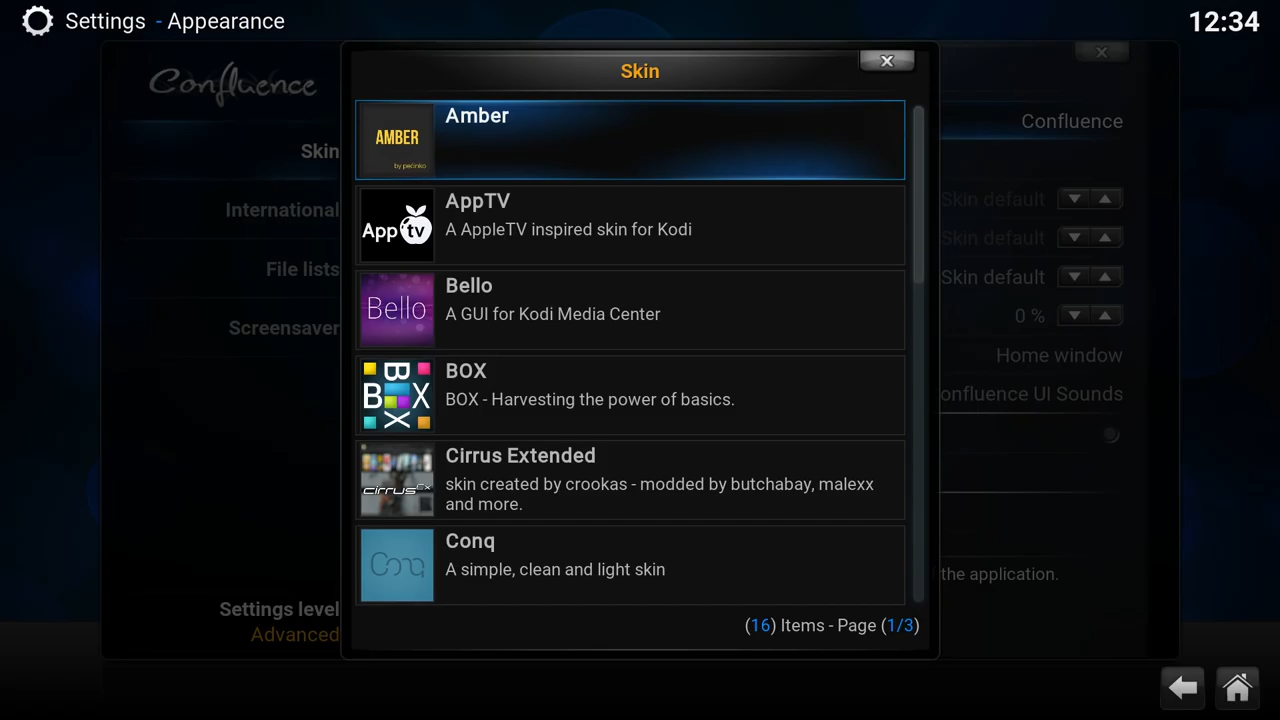 Settings - Appearance
12:34
Confluence
Skin
International
File lists
Screensaver
Settings level
Advanced
Skin
AMBER
by pecinko
Amber
App tv
AppTV
A AppleTV inspired skin for Kodi
Bello
Bello
A GUI for Kodi Media Center
BOX
BOX
BOX
BOX - Harvesting the power of basics.
cirrus Ex
Cirrus Extended
skin created by crookas - modded by butchabay, malexx
and more.
Conq
Conq
A simple, clean and light skin
(16) Items - Page (1/3)
Confluence
Skin default
Skin default
Skin default
0 %
Home window
onfluence UI Sounds
the application.